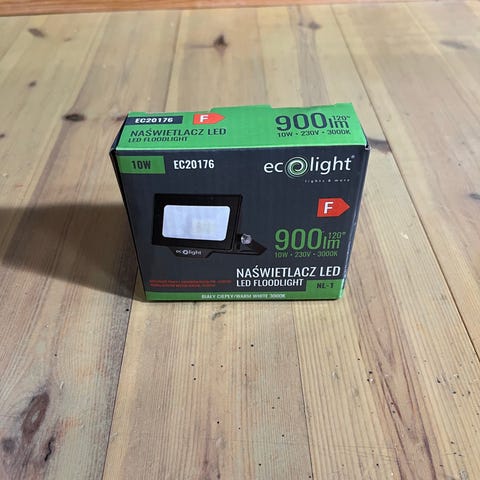 EC20176
F
NAŚWIETLACZ LED
LED FLOODLIGHT
900lm 120°
10W • 230V • 3000K
10W
EC20176
ecolight
lights & more
F
ecolight
900lm 120°
10W • 230V • 3000K
NAŚWIETLACZ LED
LED FLOODLIGHT
NL-1
BIAŁY CIEPŁY/WARM WHITE 3000K